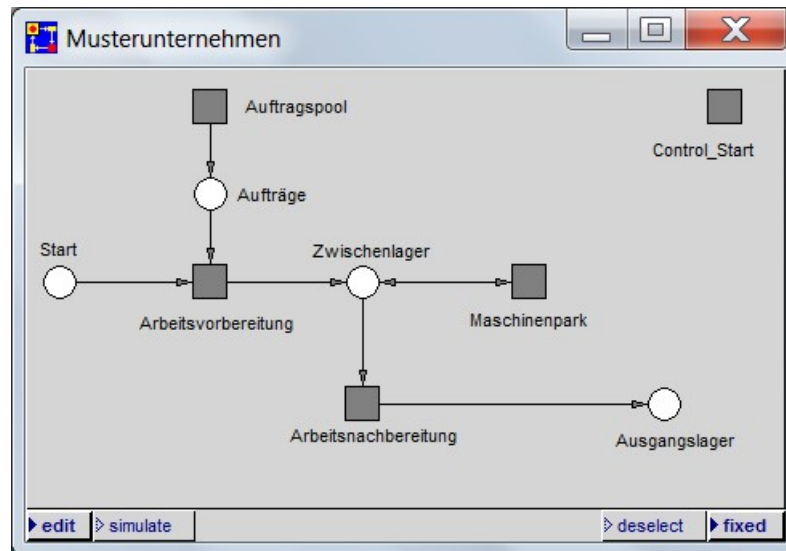 Musterunternehmen
Auftragspool
Control_Start
Aufträge
Start
Zwischenlager
Arbeitsvorbereitung
Maschinenpark
Arbeitsnachbereitung
Ausgangslager
edit simulate deselect fixed